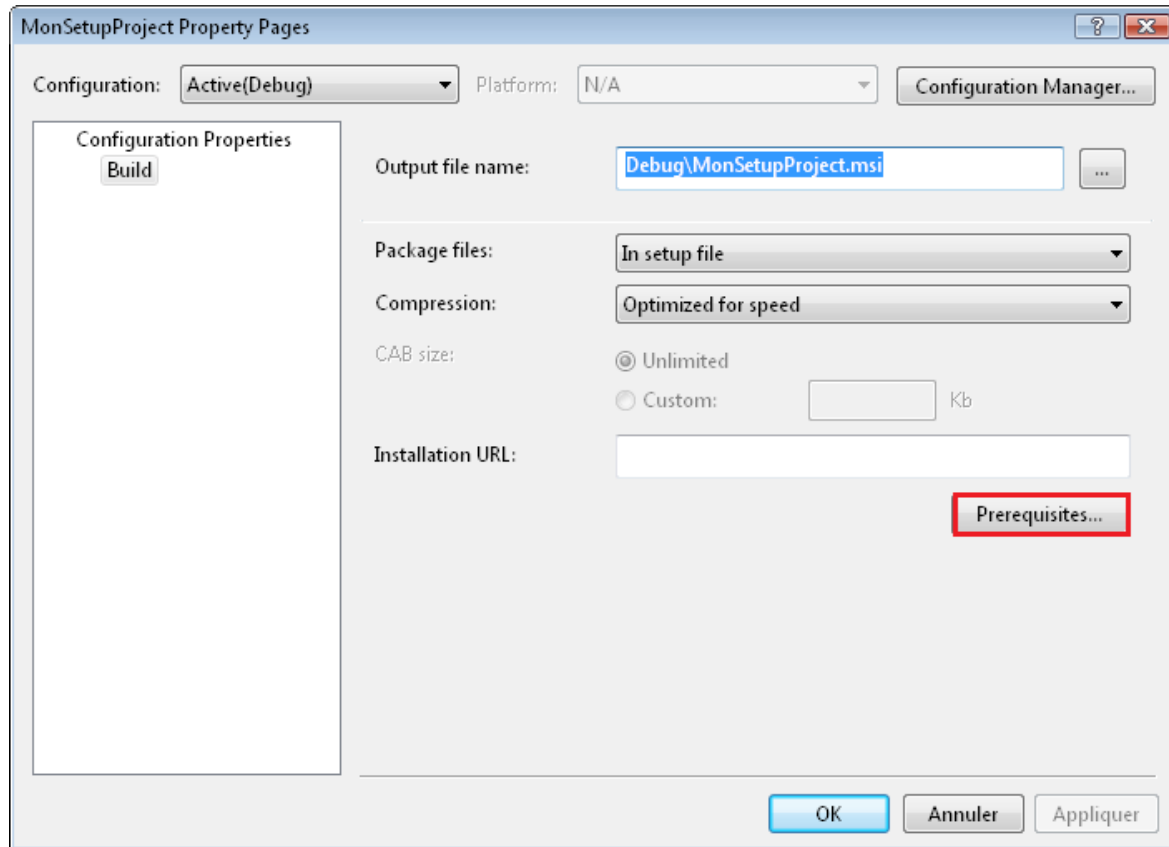 MonSetupProject Property Pages
Configuration: Active(Debug) Platform: N/A Configuration Manager...
Configuration Properties
Build
Output file name: Debug\MonSetupProject.msi ...
Package files: In setup file
Compression: Optimized for speed
CAB size: Unlimited
Custom: Kb
Installation URL:
Prerequisites...
OK Annuler Appliquer